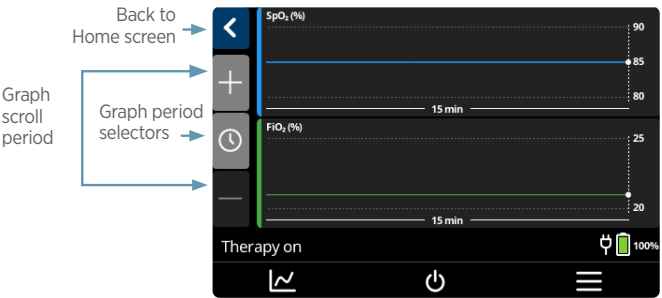 Back to
Home screen
Graph
scroll
period
Graph period
selectors
SpO₂ (%)
90
85
80
15 min
FiO₂ (%)
25
20
15 min
Therapy on
100%